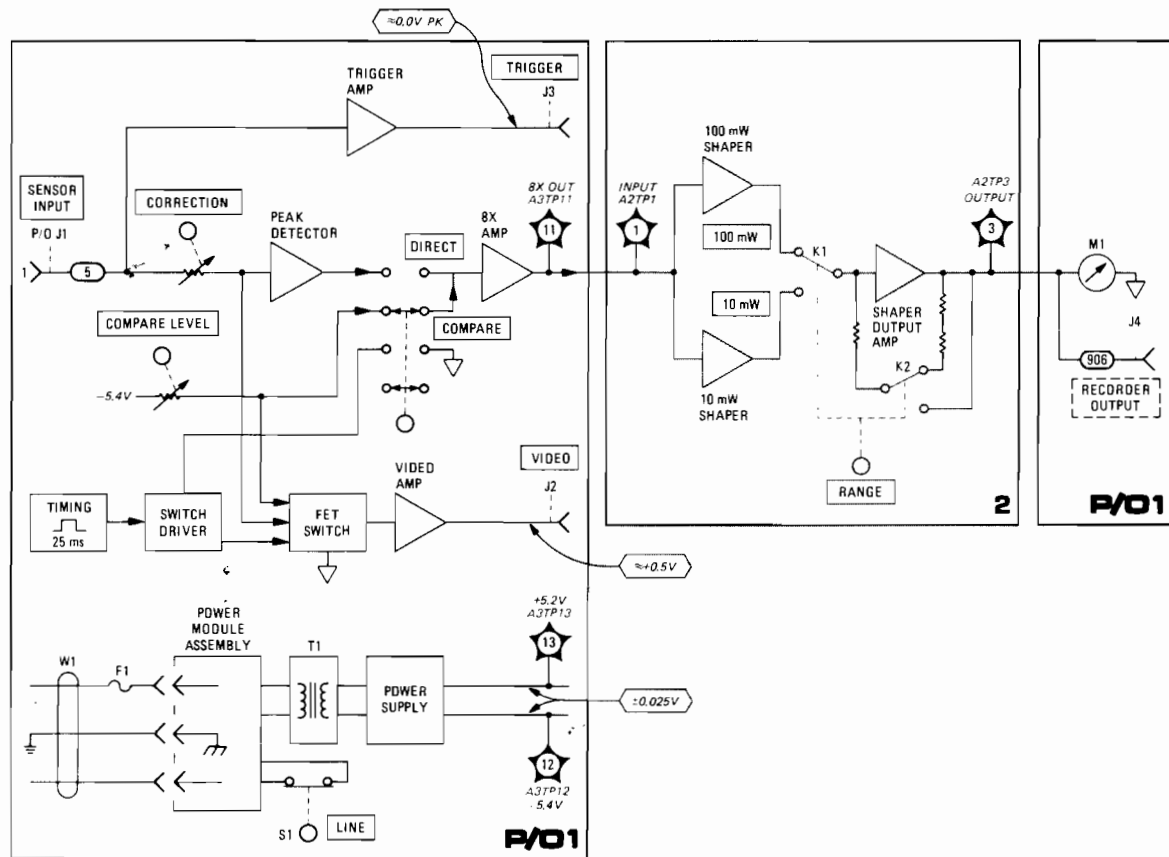 ≈0.0V PK
TRIGGER AMP
TRIGGER
J3
SENSOR INPUT
P/O J1
1
5
CORRECTION
PEAK DETECTOR
DIRECT
8X AMP
8X OUT
A3TP11
11
COMPARE LEVEL
-5.4V
COMPARE
TIMING
25 ms
SWITCH DRIVER
FET SWITCH
VIDEO AMP
VIDEO
J2
≈+0.5V
POWER MODULE ASSEMBLY
W1
F1
T1
POWER SUPPLY
+5.2V
A3TP13
13
±0.025V
12
A3TP12
-5.4V
S1
LINE
P/O1
INPUT
A2TP1
1
100 mW SHAPER
100 mW
10 mW
10 mW SHAPER
K1
SHAPER OUTPUT AMP
K2
RANGE
A2TP3
OUTPUT
3
2
M1
J4
906
RECORDER OUTPUT
P/O1